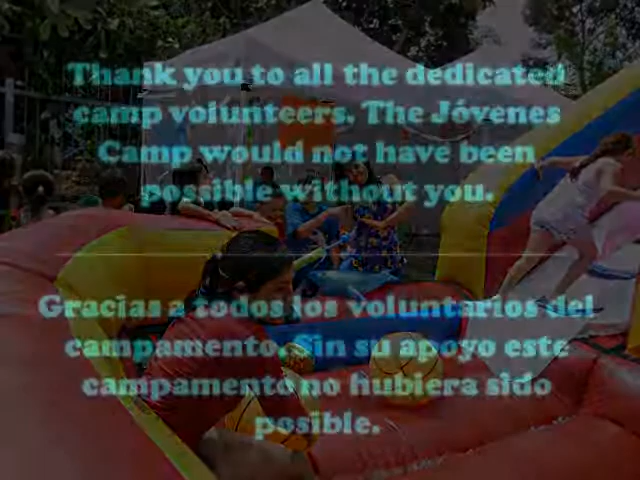 Thank you to all the dedicated
camp volunteers. The Jóvenes
Camp would not have been
possible without you.
Gracias a todos los voluntarios del
campamento. Sin su apoyo este
campamento no hubiera sido
posible.